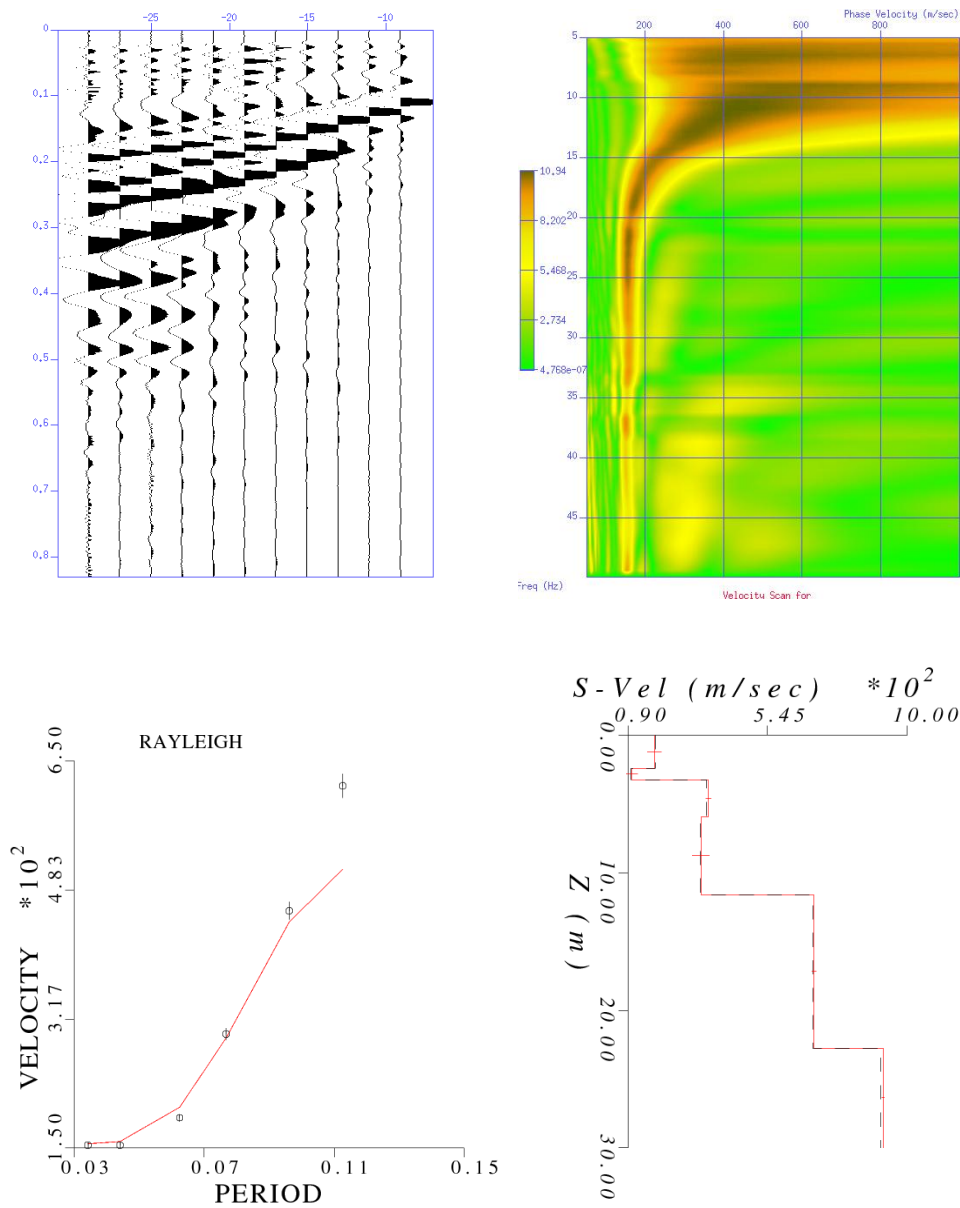 -25 -20 -15 -10
0
0.1
0.2
0.3
0.4
0.5
0.6
0.7
0.8
Phase Velocity (m/sec)
200 400 600 800
5
10
15
20
25
30
35
40
45
10.94
8.202
5.468
2.734
4.768e-07
Freq (Hz)
Velocity Scan for
RAYLEIGH
6.50
4.83
3.17
1.50
VELOCITY *10^2
0.03 0.07 0.11 0.15
PERIOD
S-Vel (m/sec) *10^2
0.90 5.45 10.00
0.00
10.00
20.00
30.00
Z (m)